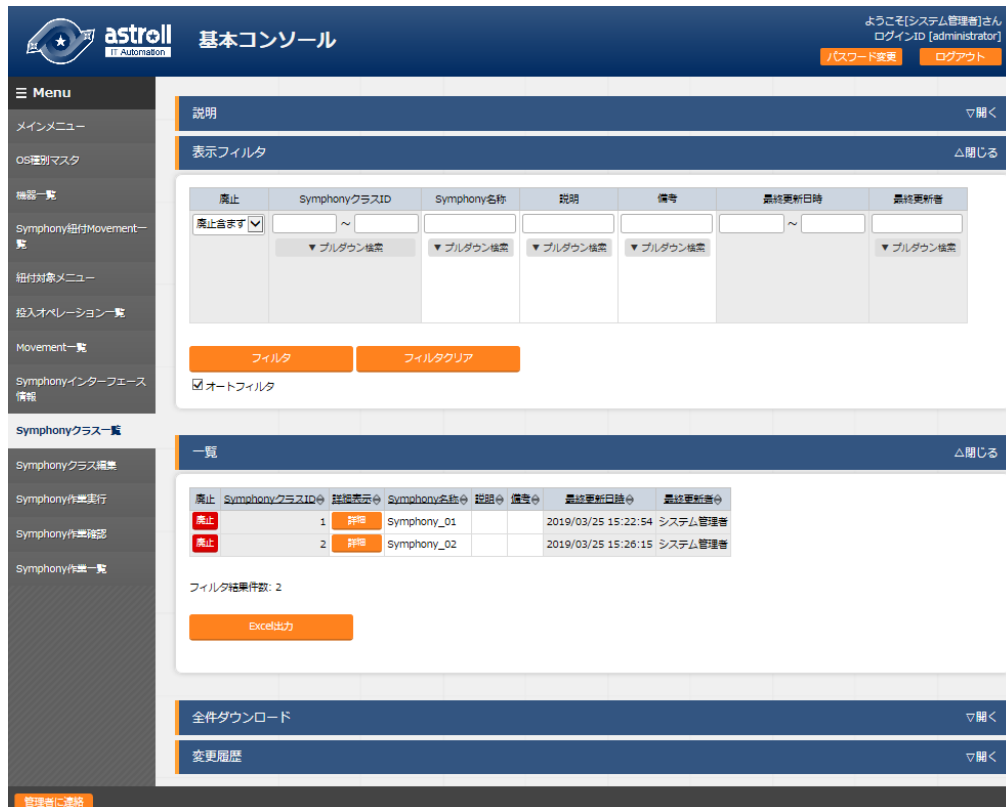 astroll
IT Automation
基本コンソール
ようこそ[システム管理者]さん
ログインID [administrator]
パスワード変更 ログアウト
☰ Menu
メインメニュー
OS種別マスタ
機器一覧
Symphony紐付Movement一
覧
紐付対象メニュー
投入オペレーション一覧
Movement一覧
Symphonyインターフェース
情報
Symphonyクラス一覧
Symphonyクラス編集
Symphony作業実行
Symphony作業確認
Symphony作業一覧
説明 ▽開く
表示フィルタ △閉じる
廃止 SymphonyクラスID Symphony名称 説明 備考 最終更新日時 最終更新者
廃止含まず ～ ～
▼ プルダウン検索 ▼ プルダウン検索 ▼ プルダウン検索 ▼ プルダウン検索 ▼ プルダウン検索
フィルタ フィルタクリア
オートフィルタ
一覧 △閉じる
廃止 SymphonyクラスID 詳細表示 Symphony名称 説明 備考 最終更新日時 最終更新者
廃止 1 詳細 Symphony_01 2019/03/25 15:22:54 システム管理者
廃止 2 詳細 Symphony_02 2019/03/25 15:26:15 システム管理者
フィルタ結果件数: 2
Excel出力
全件ダウンロード ▽開く
変更履歴 ▽開く
管理者に連絡